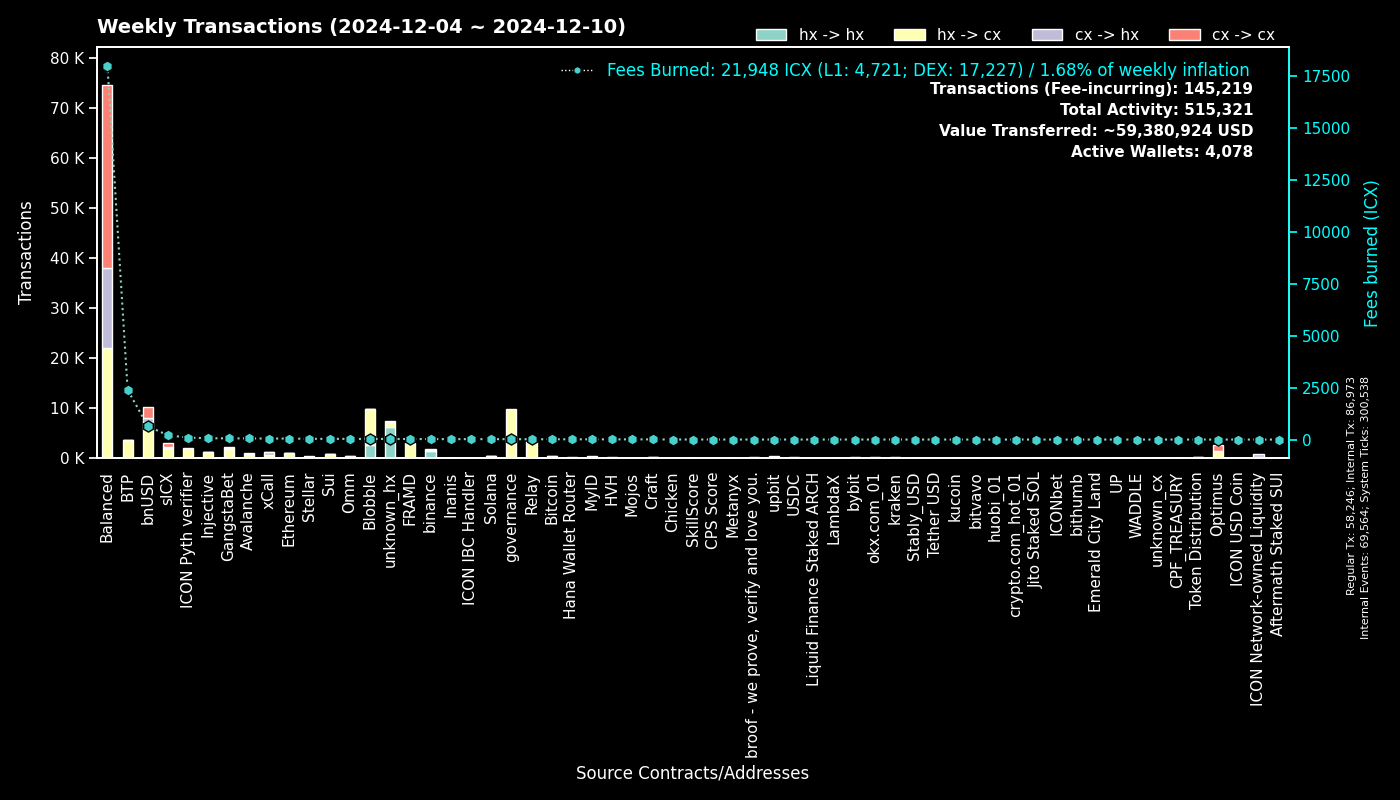 Weekly Transactions (2024-12-04 ~ 2024-12-10)
hx -> hx
hx -> cx
cx -> hx
cx -> cx
Fees Burned: 21,948 ICX (L1: 4,721; DEX: 17,227) / 1.68% of weekly inflation
Transactions (Fee-incurring): 145,219
Total Activity: 515,321
Value Transferred: ~59,380,924 USD
Active Wallets: 4,078
Transactions
80 K
70 K
60 K
50 K
40 K
30 K
20 K
10 K
0 K
17500
15000
12500
10000
7500
5000
2500
0
Fees burned (ICX)
Regular Tx: 58,246; Internal Tx: 86,973
Internal Events: 69,564; System Ticks: 300,538
Balanced
BTP
bnUSD
sICX
ICON Pyth verifier
Injective
GangstaBet
Avalanche
xCall
Ethereum
Stellar
Sui
Omm
Blobble
unknown_hx
FRAMD
binance
Inanis
ICON IBC Handler
Solana
governance
Relay
Bitcoin
Hana Wallet Router
MyID
HVH
Mojos
Craft
Chicken
SkillScore
CPS Score
Metanyx
broof - we prove, verify and love you.
upbit
USDC
Liquid Finance Staked ARCH
LambdaX
bybit
okx.com_01
kraken
Stably_USD
Tether_USD
kucoin
bitvavo
huobi_01
crypto.com_hot_01
Jito Staked SOL
ICONbet
bithumb
Emerald City Land
UP
WADDLE
unknown_cx
CPF_TREASURY
Token Distribution
Optimus
ICON USD Coin
ICON Network-owned Liquidity
Aftermath Staked SUI
Source Contracts/Addresses